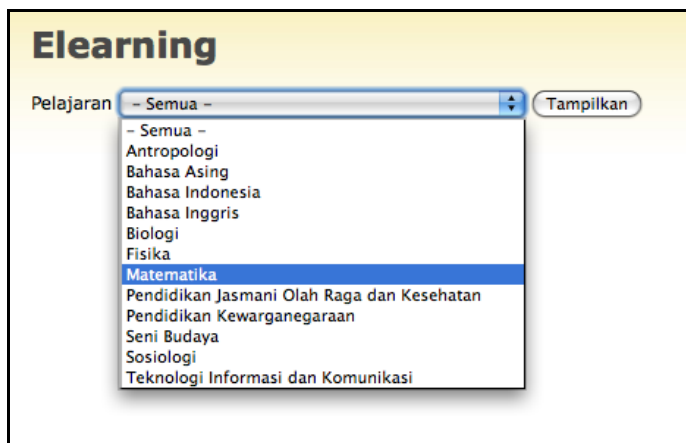 Elearning
Pelajaran – Semua – Tampilkan
– Semua –
Antropologi
Bahasa Asing
Bahasa Indonesia
Bahasa Inggris
Biologi
Fisika
Matematika
Pendidikan Jasmani Olah Raga dan Kesehatan
Pendidikan Kewarganegaraan
Seni Budaya
Sosiologi
Teknologi Informasi dan Komunikasi